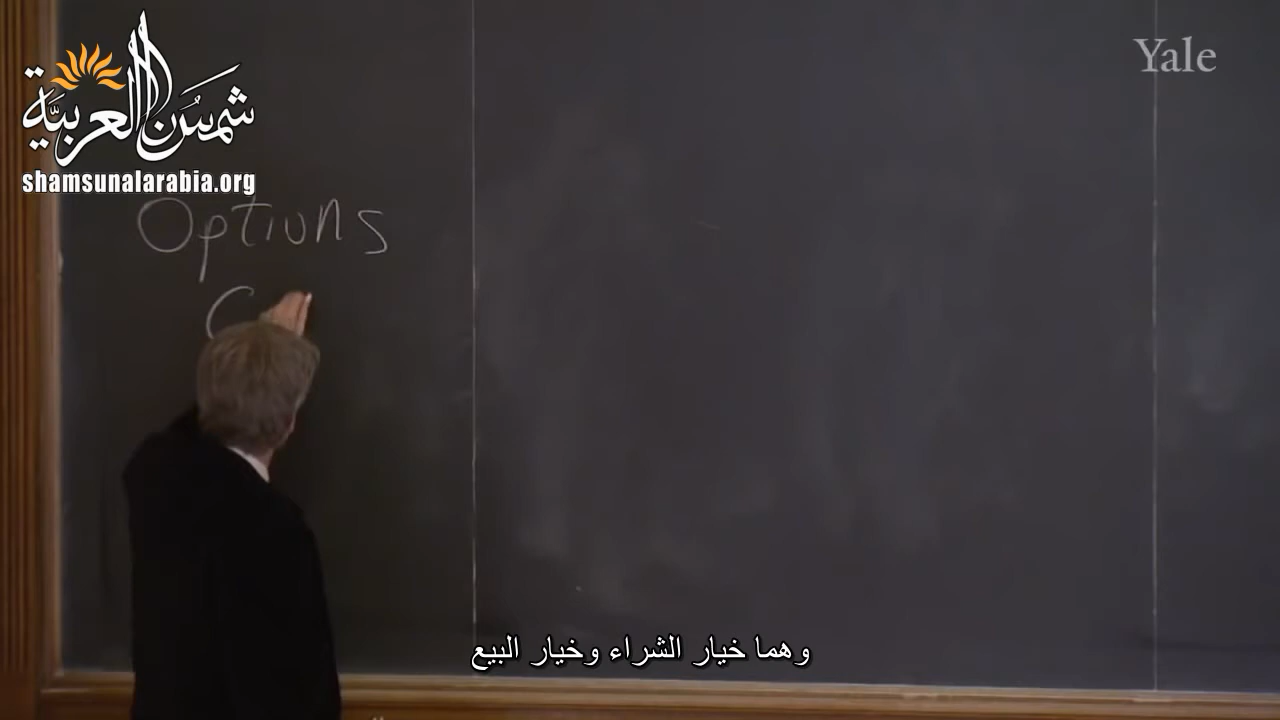 شمس العربية
shamsunalarabia.org
Yale
Options
C
وهما خيار الشراء وخيار البيع